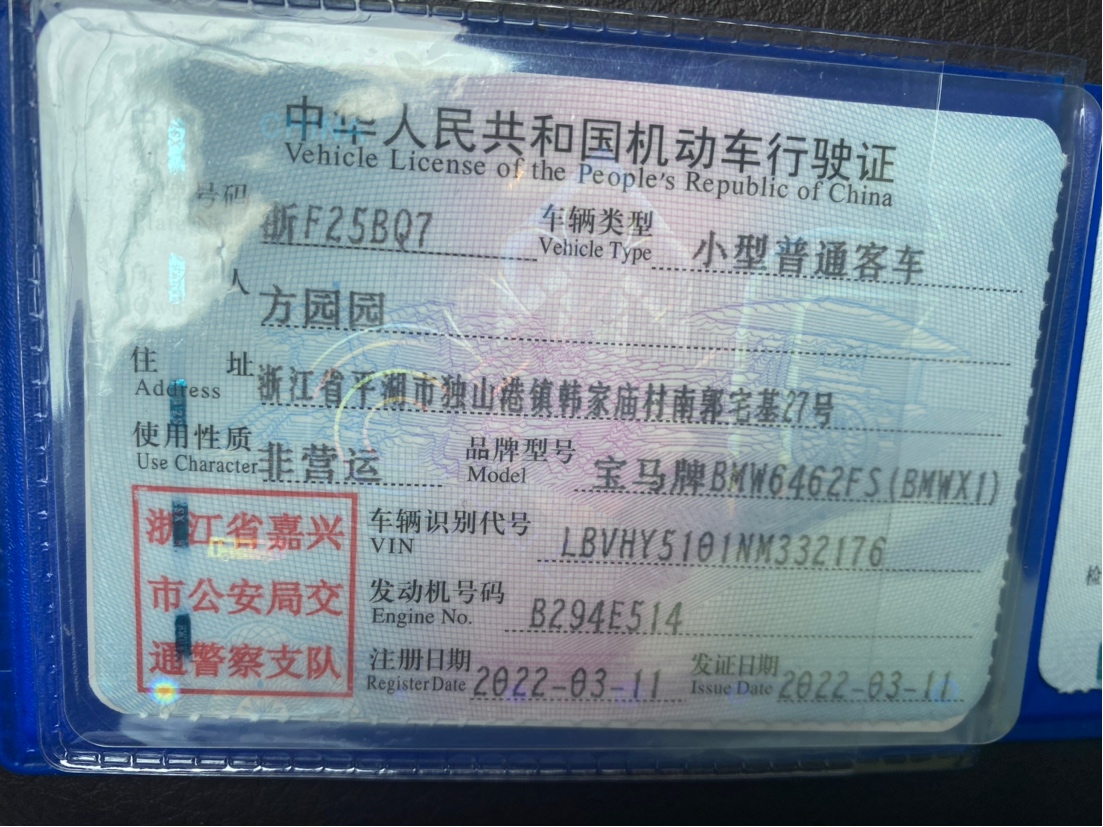 中华人民共和国机动车行驶证
Vehicle License of the People's Republic of China
号码 浙F25BQ7 车辆类型 小型普通客车
Vehicle Type
人 方园园
住 址 浙江省平湖市独山港镇韩家庙村南郭宅基27号
Address
使用性质 非营运 品牌型号 宝马牌BMW6462FS(BMWX1)
Use Character Model
浙江省嘉兴
市公安局交
通警察支队
车辆识别代号 LBVHY5101NM332176
VIN
发动机号码 B294E514
Engine No.
注册日期 2022-03-11 发证日期 2022-03-11
Register Date Issue Date
检